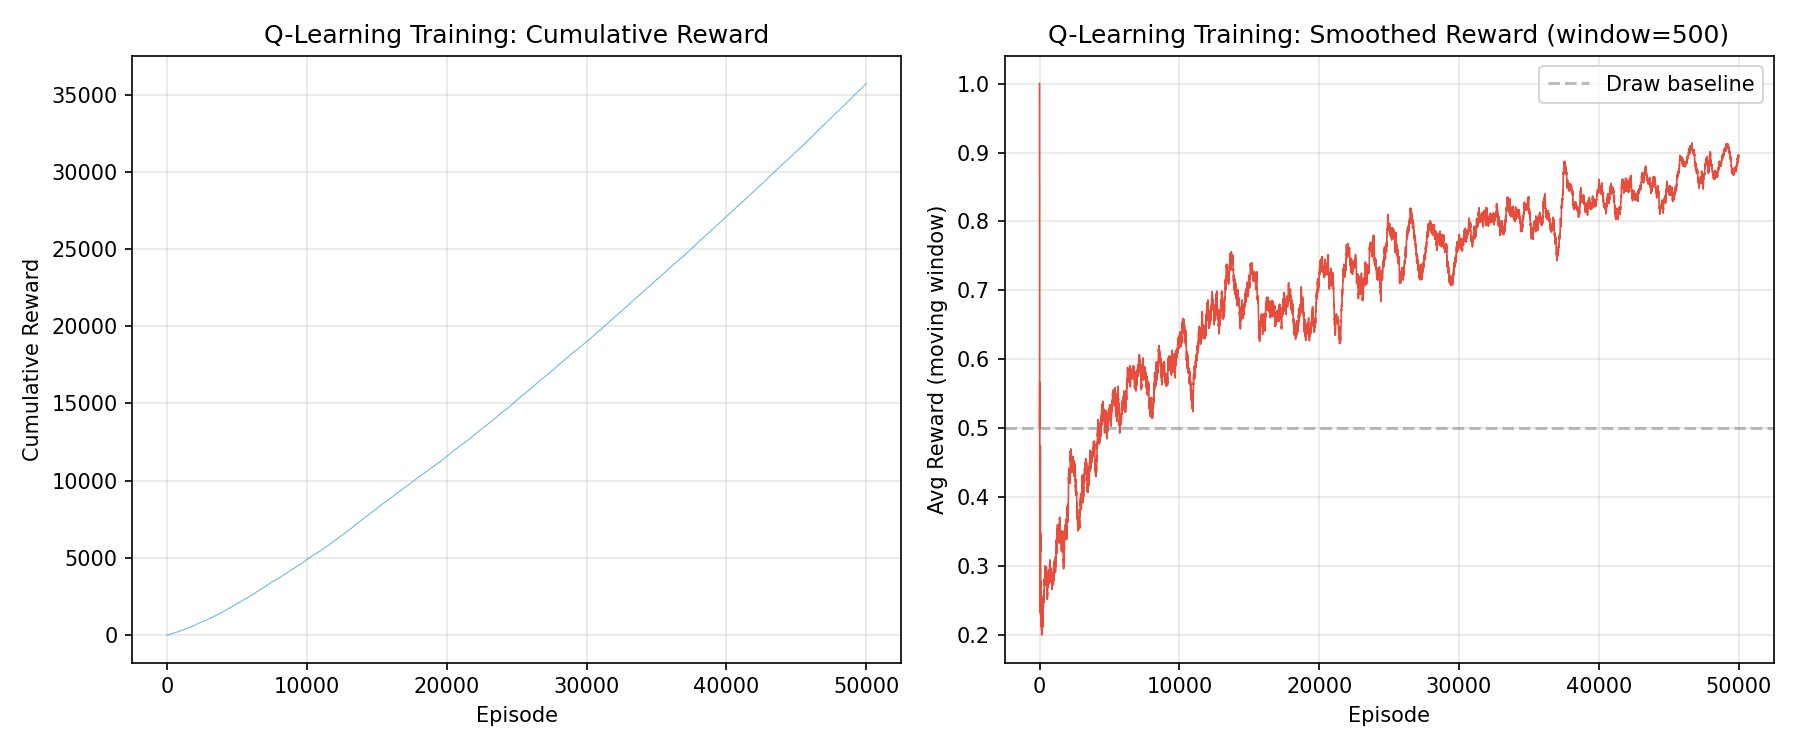 Q-Learning Training: Cumulative Reward
Cumulative Reward
35000
30000
25000
20000
15000
10000
5000
0
0 10000 20000 30000 40000 50000
Episode
Q-Learning Training: Smoothed Reward (window=500)
Draw baseline
Avg Reward (moving window)
1.0
0.9
0.8
0.7
0.6
0.5
0.4
0.3
0.2
0 10000 20000 30000 40000 50000
Episode